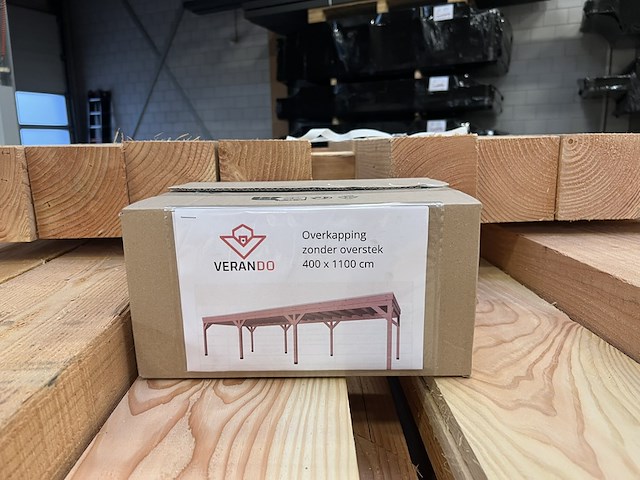 VERANDO
Overkapping
zonder overstek
400 x 1100 cm